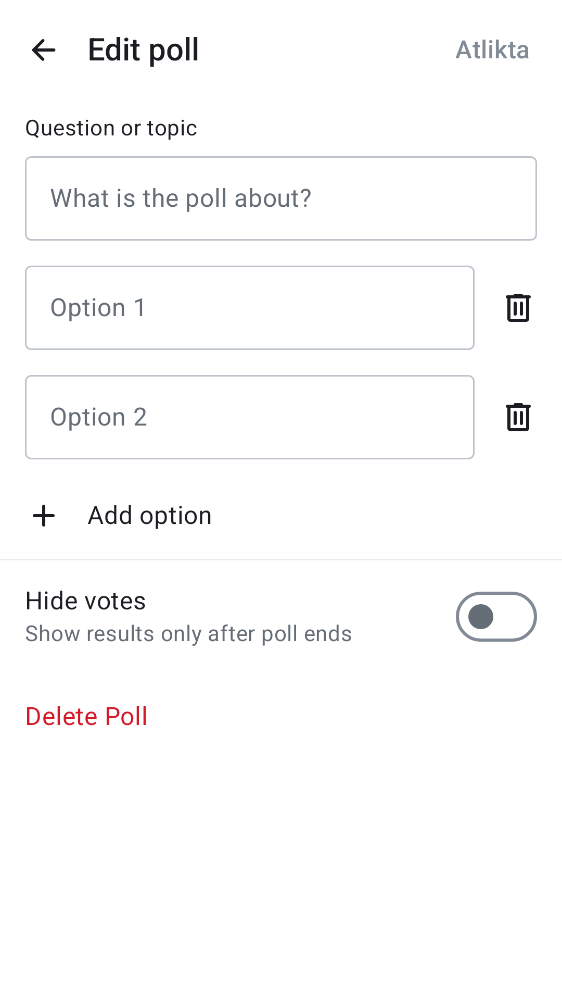 Edit poll
Atlikta
Question or topic
What is the poll about?
Option 1
Option 2
Add option
Hide votes
Show results only after poll ends
Delete Poll